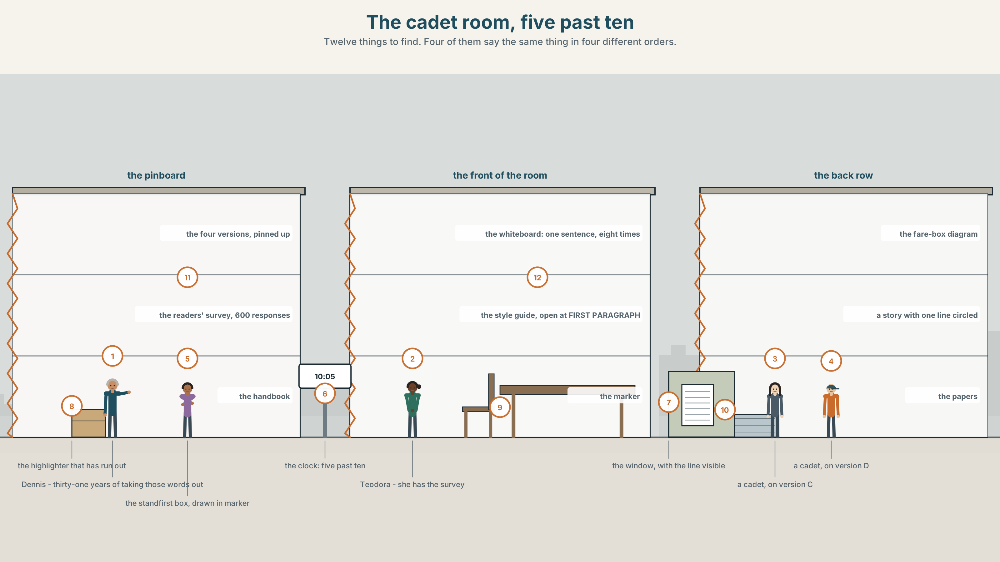 The cadet room, five past ten
Twelve things to find. Four of them say the same thing in four different orders.
the pinboard
the front of the room
the back row
the four versions, pinned up
the whiteboard: one sentence, eight times
the fare-box diagram
11
12
the readers' survey, 600 responses
the style guide, open at FIRST PARAGRAPH
a story with one line circled
1
5
2
3
4
10:05
6
the handbook
the marker
the papers
8
9
7
10
the highlighter that has run out
the clock: five past ten
the window, with the line visible
a cadet, on version D
Dennis - thirty-one years of taking those words out
Teodora - she has the survey
a cadet, on version C
the standfirst box, drawn in marker